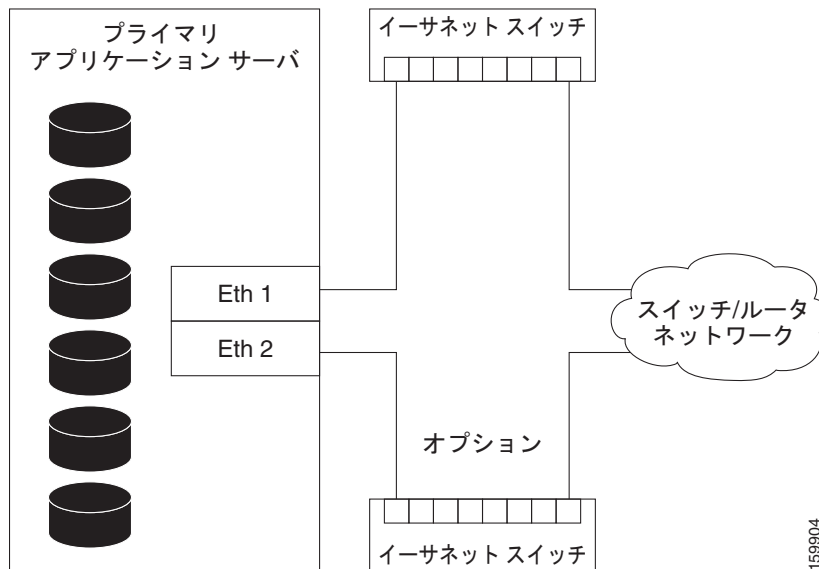 プライマリ
アプリケーション サーバ
イーサネット スイッチ
Eth 1
Eth 2
スイッチ/ルータ
ネットワーク
オプション
イーサネット スイッチ
159904